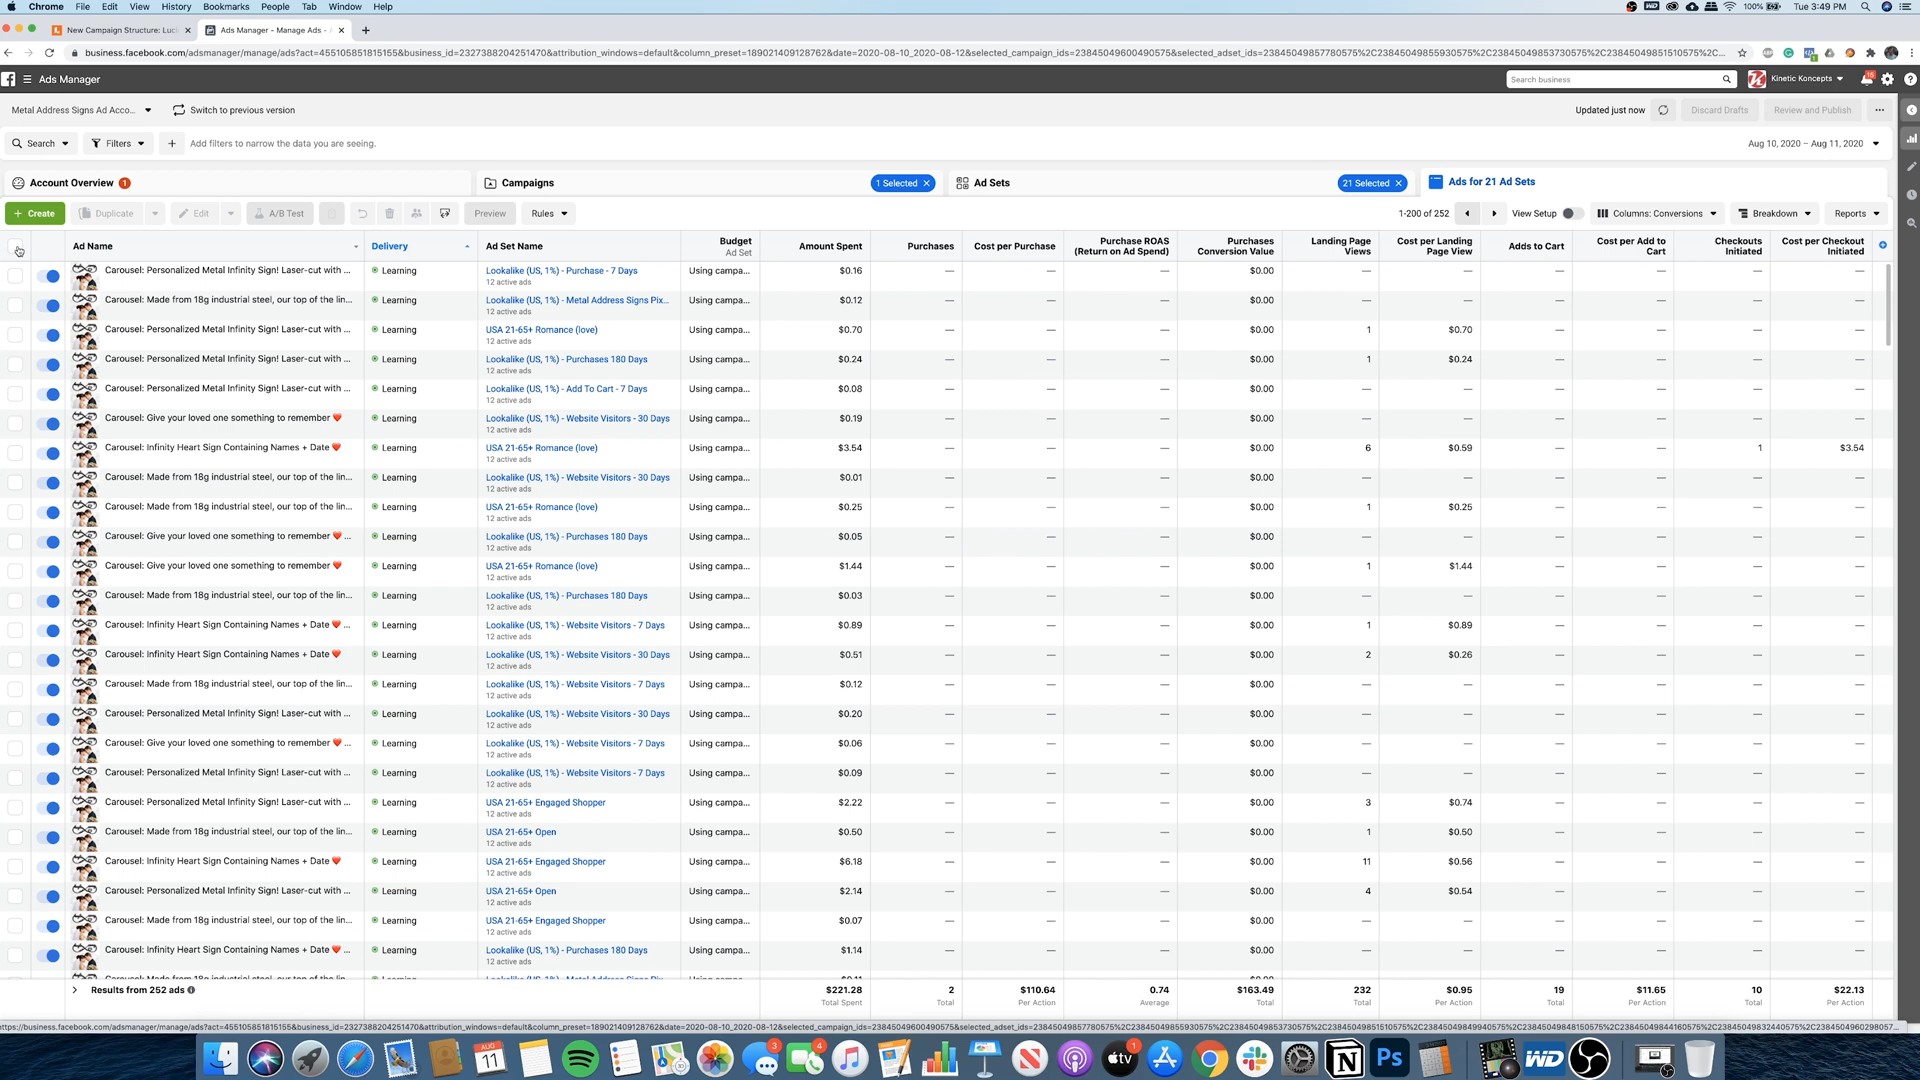 Chrome File Edit View History Bookmarks People Tab Window Help 100% Tue 3:49 PM
New Campaign Structure: Luc Ads Manager - Manage Ads -
business.facebook.com/adsmanager/manage/ads?act=455105851815155&business_id=2327388204251470&attribution_windows=default&column_preset=189021409128762&date=2020-08-10_2020-08-12&selected_campaign_ids=23845049600490575&selected_adset_ids=23845049857780575%2C23845049855930575%2C23845049853730575%2C23845049851510575%2C...
Ads Manager Search business Kinetic Koncepts 15
Metal Address Signs Ad Acco... Switch to previous version Updated just now Discard Drafts Review and Publish
Search Filters Add filters to narrow the data you are seeing. Aug 10, 2020 – Aug 11, 2020
Account Overview 1 Campaigns 1 Selected Ad Sets 21 Selected Ads for 21 Ad Sets
+ Create Duplicate Edit A/B Test Preview Rules 1-200 of 252 View Setup Columns: Conversions Breakdown Reports
Ad Name Delivery Ad Set Name Budget Ad Set Amount Spent Purchases Cost per Purchase Purchase ROAS (Return on Ad Spend) Purchases Conversion Value Landing Page Views Cost per Landing Page View Adds to Cart Cost per Add to Cart Checkouts Initiated Cost per Checkout Initiated
Carousel: Personalized Metal Infinity Sign! Laser-cut with ... Learning Lookalike (US, 1%) - Purchase - 7 Days Using campa... $0.16 — — — $0.00 — — — — — —
12 active ads
Carousel: Made from 18g industrial steel, our top of the lin... Learning Lookalike (US, 1%) - Metal Address Signs Pix... Using campa... $0.12 — — — $0.00 — — — — — —
12 active ads
Carousel: Personalized Metal Infinity Sign! Laser-cut with ... Learning USA 21-65+ Romance (love) Using campa... $0.70 — — — $0.00 1 $0.70 — — — —
12 active ads
Carousel: Personalized Metal Infinity Sign! Laser-cut with ... Learning Lookalike (US, 1%) - Purchases 180 Days Using campa... $0.24 — — — $0.00 1 $0.24 — — — —
12 active ads
Carousel: Personalized Metal Infinity Sign! Laser-cut with ... Learning Lookalike (US, 1%) - Add To Cart - 7 Days Using campa... $0.08 — — — $0.00 — — — — — —
12 active ads
Carousel: Give your loved one something to remember ❤️ Learning Lookalike (US, 1%) - Website Visitors - 30 Days Using campa... $0.19 — — — $0.00 — — — — — —
12 active ads
Carousel: Infinity Heart Sign Containing Names + Date ❤️ Learning USA 21-65+ Romance (love) Using campa... $3.54 — — — $0.00 6 $0.59 — — 1 $3.54
12 active ads
Carousel: Made from 18g industrial steel, our top of the lin... Learning Lookalike (US, 1%) - Website Visitors - 30 Days Using campa... $0.01 — — — $0.00 — — — — — —
12 active ads
Carousel: Made from 18g industrial steel, our top of the lin... Learning USA 21-65+ Romance (love) Using campa... $0.25 — — — $0.00 1 $0.25 — — — —
12 active ads
Carousel: Give your loved one something to remember ❤️ ... Learning Lookalike (US, 1%) - Purchases 180 Days Using campa... $0.05 — — — $0.00 — — — — — —
12 active ads
Carousel: Give your loved one something to remember ❤️ Learning USA 21-65+ Romance (love) Using campa... $1.44 — — — $0.00 1 $1.44 — — — —
12 active ads
Carousel: Made from 18g industrial steel, our top of the lin... Learning Lookalike (US, 1%) - Purchases 180 Days Using campa... $0.03 — — — $0.00 — — — — — —
12 active ads
Carousel: Infinity Heart Sign Containing Names + Date ❤️ ... Learning Lookalike (US, 1%) - Website Visitors - 7 Days Using campa... $0.89 — — — $0.00 1 $0.89 — — — —
12 active ads
Carousel: Infinity Heart Sign Containing Names + Date ❤️ Learning Lookalike (US, 1%) - Website Visitors - 30 Days Using campa... $0.51 — — — $0.00 2 $0.26 — — — —
12 active ads
Carousel: Made from 18g industrial steel, our top of the lin... Learning Lookalike (US, 1%) - Website Visitors - 7 Days Using campa... $0.12 — — — $0.00 — — — — — —
12 active ads
Carousel: Personalized Metal Infinity Sign! Laser-cut with ... Learning Lookalike (US, 1%) - Website Visitors - 30 Days Using campa... $0.20 — — — $0.00 — — — — — —
12 active ads
Carousel: Give your loved one something to remember ❤️ ... Learning Lookalike (US, 1%) - Website Visitors - 7 Days Using campa... $0.06 — — — $0.00 — — — — — —
12 active ads
Carousel: Personalized Metal Infinity Sign! Laser-cut with ... Learning Lookalike (US, 1%) - Website Visitors - 7 Days Using campa... $0.09 — — — $0.00 — — — — — —
12 active ads
Carousel: Personalized Metal Infinity Sign! Laser-cut with ... Learning USA 21-65+ Engaged Shopper Using campa... $2.22 — — — $0.00 3 $0.74 — — — —
12 active ads
Carousel: Made from 18g industrial steel, our top of the lin... Learning USA 21-65+ Open Using campa... $0.50 — — — $0.00 1 $0.50 — — — —
12 active ads
Carousel: Infinity Heart Sign Containing Names + Date ❤️ Learning USA 21-65+ Engaged Shopper Using campa... $6.18 — — — $0.00 11 $0.56 — — — —
12 active ads
Carousel: Personalized Metal Infinity Sign! Laser-cut with ... Learning USA 21-65+ Open Using campa... $2.14 — — — $0.00 4 $0.54 — — — —
12 active ads
Carousel: Made from 18g industrial steel, our top of the lin... Learning USA 21-65+ Engaged Shopper Using campa... $0.07 — — — $0.00 — — — — — —
12 active ads
Carousel: Infinity Heart Sign Containing Names + Date ❤️ ... Learning Lookalike (US, 1%) - Purchases 180 Days Using campa... $1.14 — — — $0.00 — — — — — —
12 active ads
Results from 252 ads $221.28 2 $110.64 0.74 $163.49 232 $0.95 19 $11.65 10 $22.13
Total Spent Total Per Action Average Total Total Per Action Total Per Action Total Per Action
AUG 11 3 4 tv 1 N Ps WD